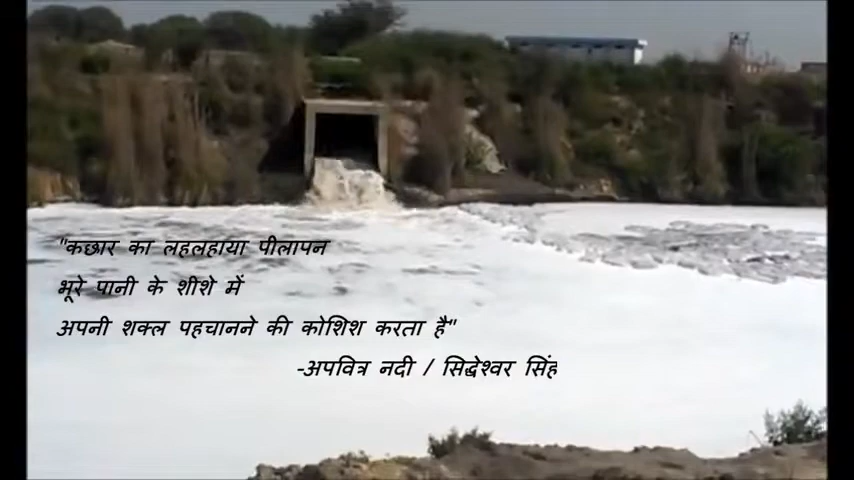 "कछार का लहलहाया पीलापन
भूरे पानी के शीशे में
अपनी शक्ल पहचानने की कोशिश करता है"
-अपवित्र नदी / सिद्धेश्वर सिंह